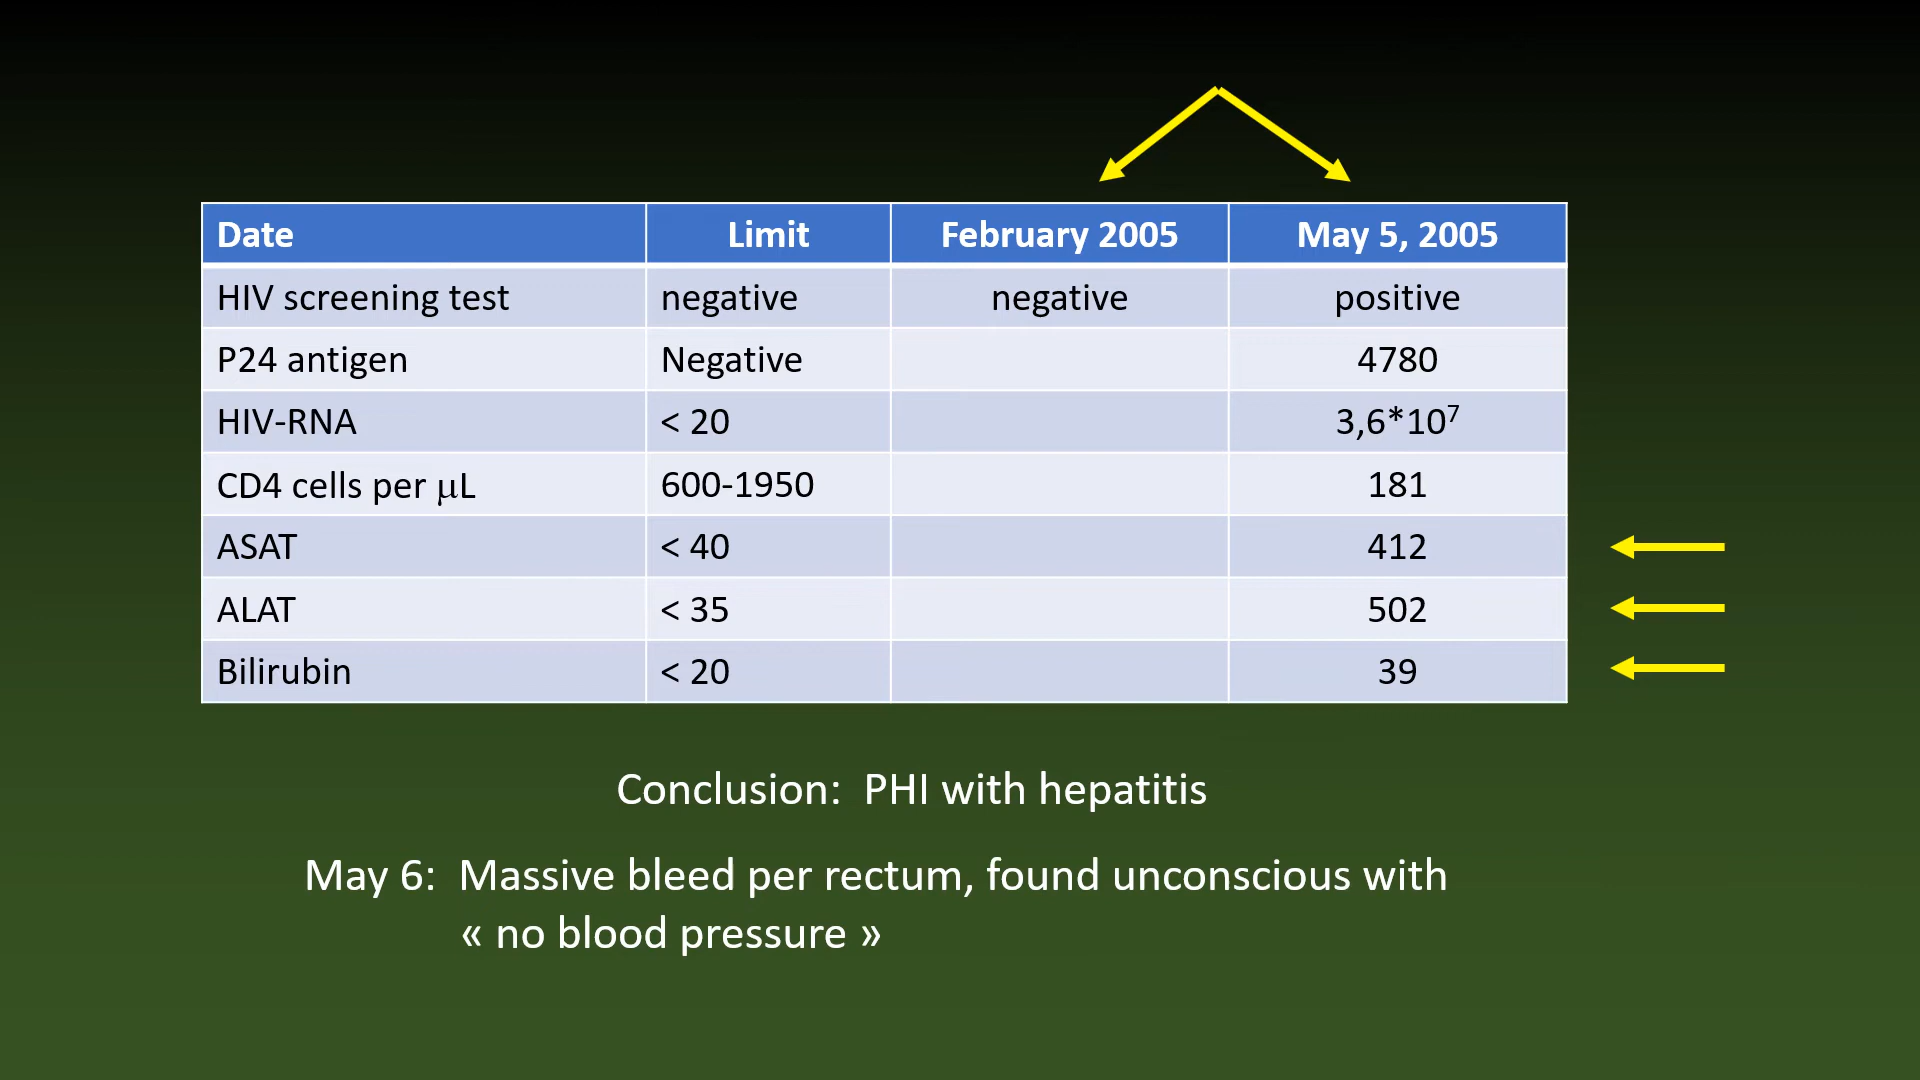 Date Limit February 2005 May 5, 2005
HIV screening test negative negative positive
P24 antigen Negative 4780
HIV-RNA < 20 3,6*10⁷
CD4 cells per μL 600-1950 181
ASAT < 40 412
ALAT < 35 502
Bilirubin < 20 39
Conclusion: PHI with hepatitis
May 6: Massive bleed per rectum, found unconscious with
« no blood pressure »